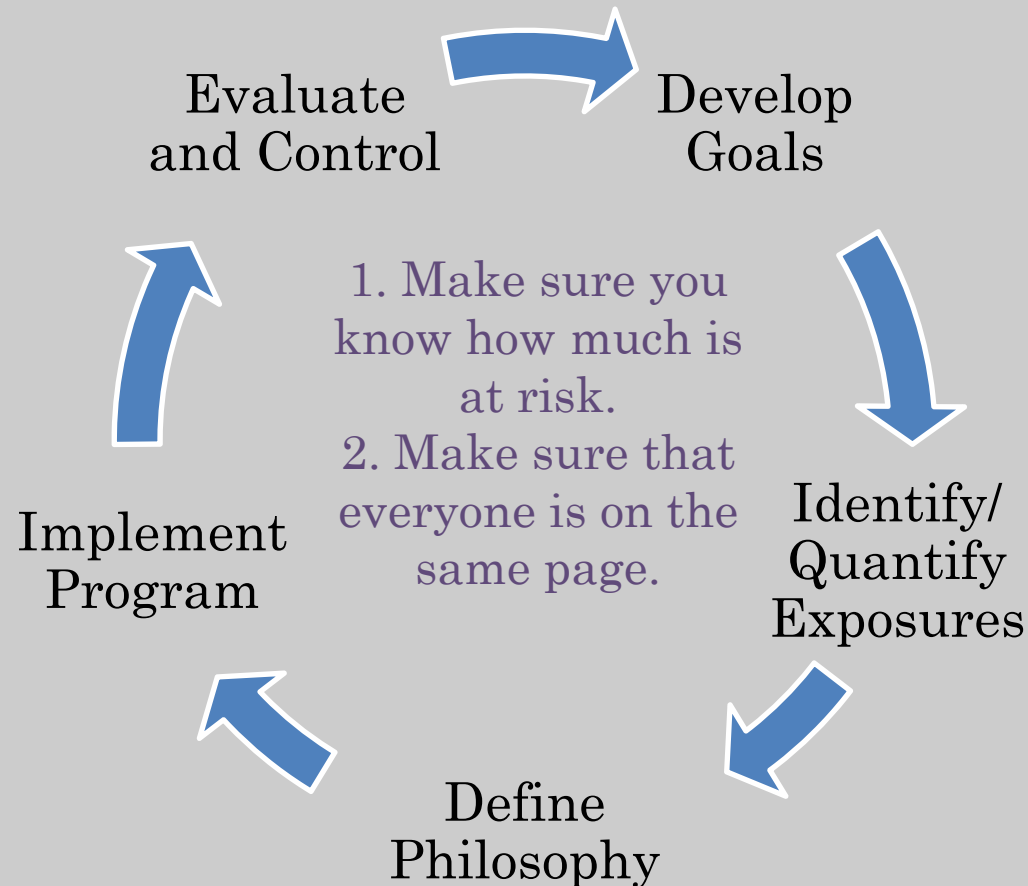 Evaluate
and Control
Develop
Goals
1. Make sure you
know how much is
at risk.
2. Make sure that
everyone is on the
same page.
Identify/
Quantify
Exposures
Implement
Program
Define
Philosophy